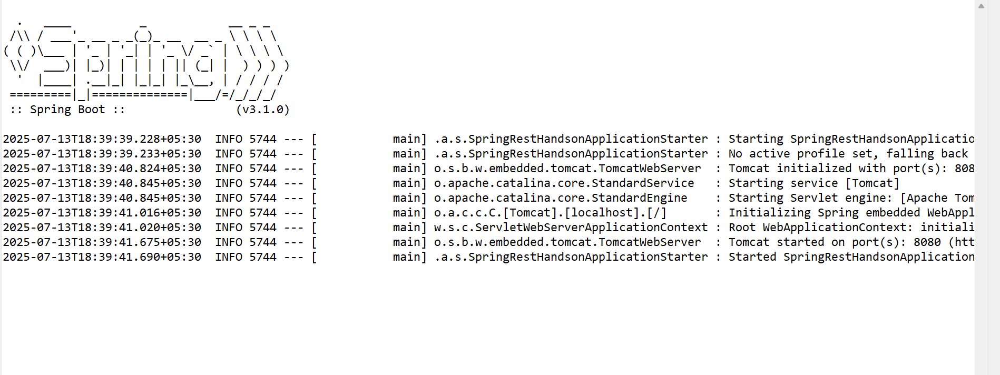 .   ____          _            __ _ _
 /\\ / ___'_ __ _ _(_)_ __  __ _ \ \ \ \
( ( )\___ | '_ | '_| | '_ \/ _` | \ \ \ \
 \\/  ___)| |_)| | | | | || (_| |  ) ) ) )
  '  |____| .__|_| |_|_| |_\__, | / / / /
 =========|_|==============|___/=/_/_/_/
 :: Spring Boot ::                (v3.1.0)
2025-07-13T18:39:39.228+05:30  INFO 5744 --- [           main] .a.s.SpringRestHandsonApplicationStarter : Starting SpringRestHandsonApplicatio
2025-07-13T18:39:39.233+05:30  INFO 5744 --- [           main] .a.s.SpringRestHandsonApplicationStarter : No active profile set, falling back
2025-07-13T18:39:40.824+05:30  INFO 5744 --- [           main] o.s.b.w.embedded.tomcat.TomcatWebServer  : Tomcat initialized with port(s): 808
2025-07-13T18:39:40.845+05:30  INFO 5744 --- [           main] o.apache.catalina.core.StandardService   : Starting service [Tomcat]
2025-07-13T18:39:40.845+05:30  INFO 5744 --- [           main] o.apache.catalina.core.StandardEngine    : Starting Servlet engine: [Apache Tom
2025-07-13T18:39:41.016+05:30  INFO 5744 --- [           main] o.a.c.c.C.[Tomcat].[localhost].[/]       : Initializing Spring embedded WebAppl
2025-07-13T18:39:41.020+05:30  INFO 5744 --- [           main] w.s.c.ServletWebServerApplicationContext : Root WebApplicationContext: initiali
2025-07-13T18:39:41.675+05:30  INFO 5744 --- [           main] o.s.b.w.embedded.tomcat.TomcatWebServer  : Tomcat started on port(s): 8080 (htt
2025-07-13T18:39:41.690+05:30  INFO 5744 --- [           main] .a.s.SpringRestHandsonApplicationStarter : Started SpringRestHandsonApplication